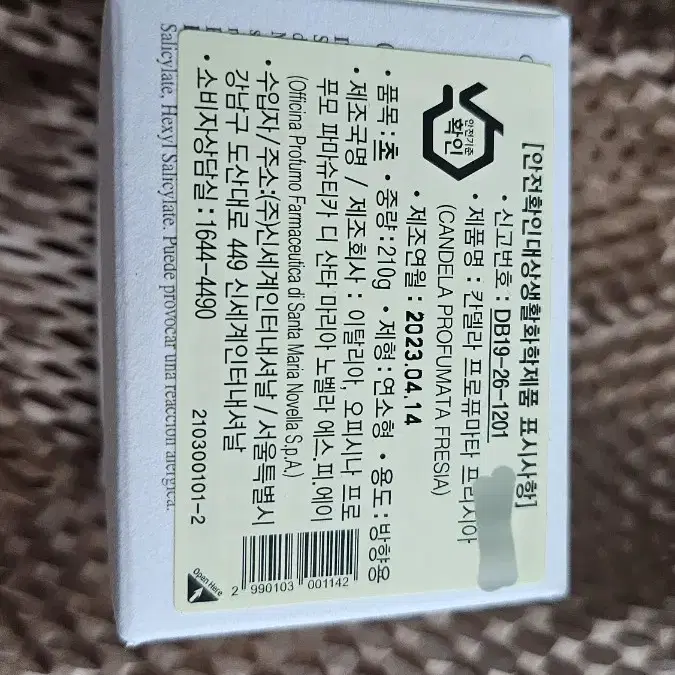 [안전확인대상생활화학제품 표시사항]
안전기준
확인
• 신고번호 : DB19-26-1201
• 제품명 : 칸델라 프로퓨마타 프리지아
(CANDELA PROFUMATA FRESIA)
• 제조연월 : 2023.04.14
• 품목 : 초 • 중량 : 210g • 제형 : 연소형 • 용도 : 방향용
• 제조국명 / 제조회사 : 이탈리아, 오피시나 프로
푸모 파마슈티카 디 산타 마리아 노벨라 에스.피.에이
(Officina Profumo Farmaceutica di Santa Maria Novella S.p.A.)
• 수입자 / 주소:(주)신세계인터내셔날 / 서울특별시
강남구 도산대로 449 신세계인터내셔날
• 소비자상담실 : 1644-4490
210300101-2
Open Here
2 990103 001142
Salicylate, Hexyl Salicylate. Puede provocar una reacción alérgica.